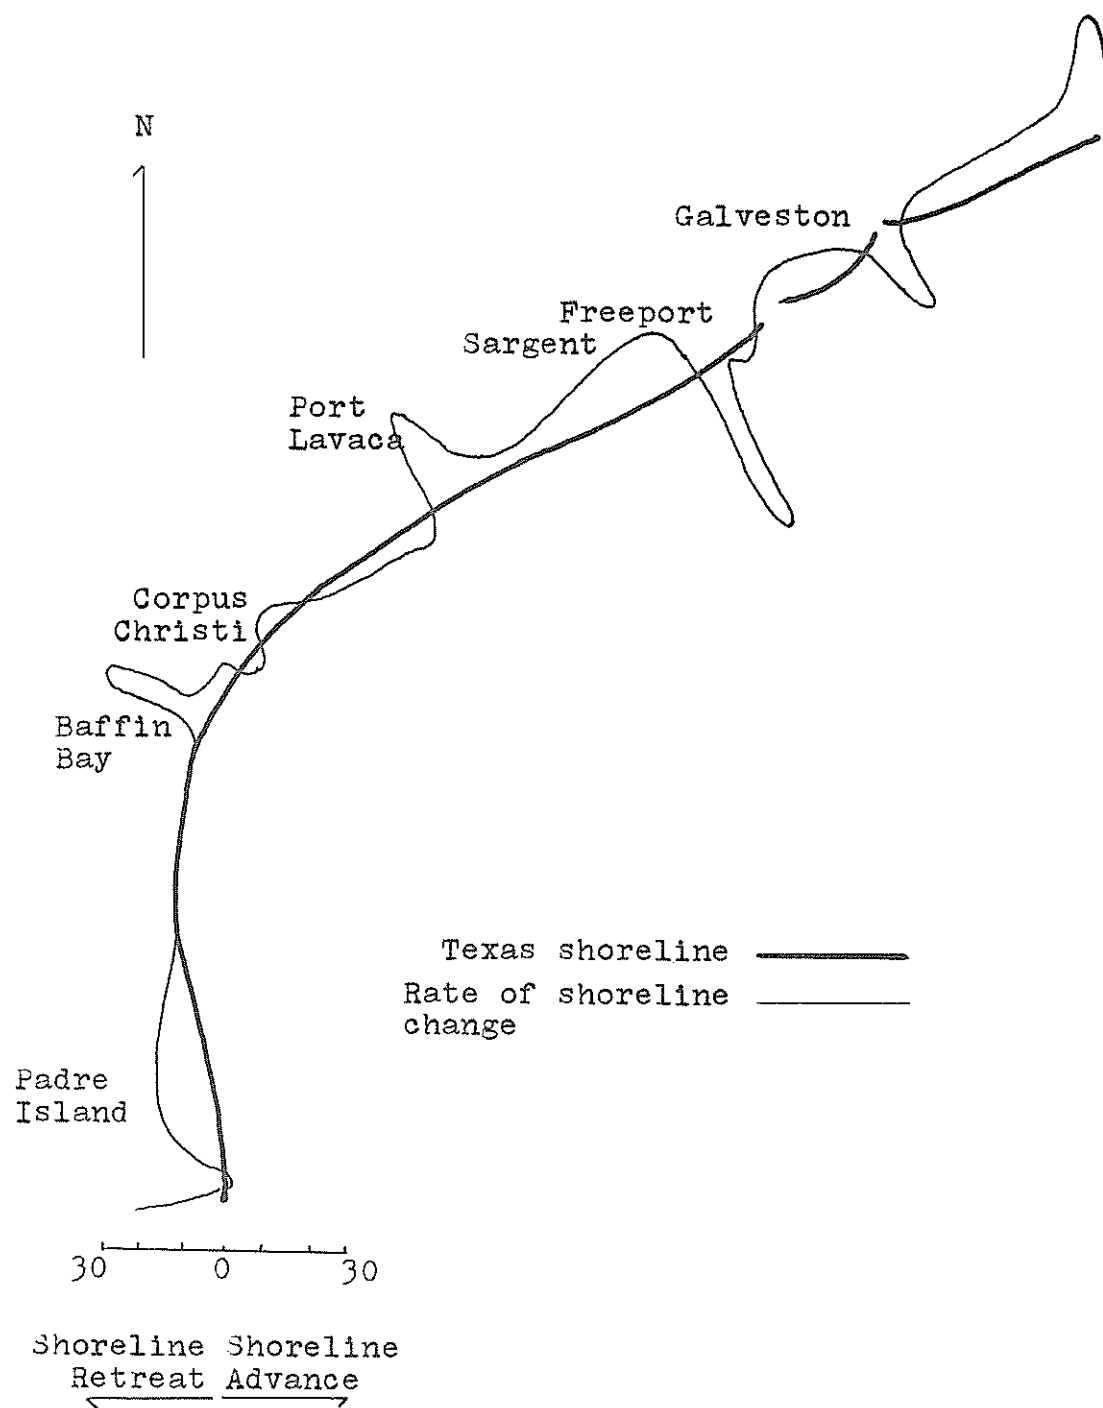 N
Galveston
Freeport
Sargent
Port
Lavaca
Corpus
Christi
Baffin
Bay
Texas shoreline
Rate of shoreline
change
Padre
Island
30 0 30
Shoreline Shoreline
Retreat Advance